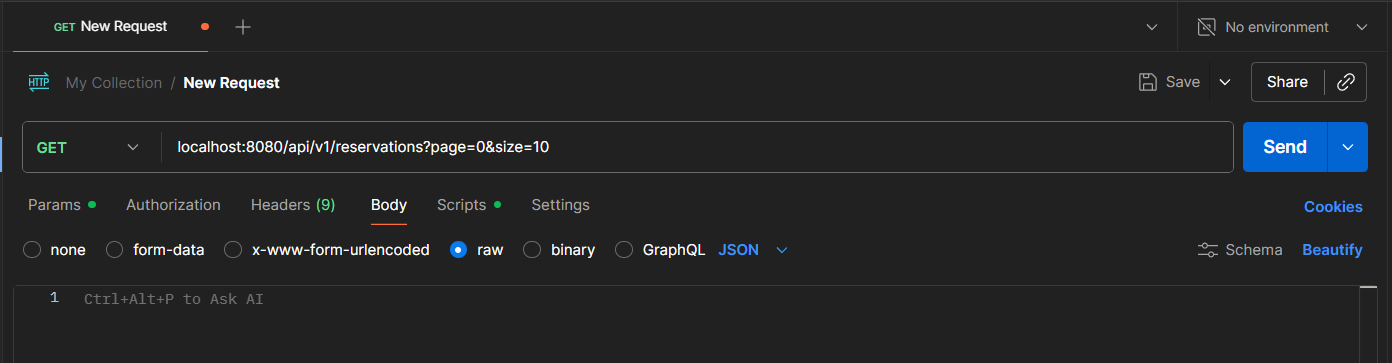 GET New Request
No environment
HTTP My Collection / New Request Save Share
GET localhost:8080/api/v1/reservations?page=0&size=10 Send
Params Authorization Headers (9) Body Scripts Settings Cookies
none form-data x-www-form-urlencoded raw binary GraphQL JSON Schema Beautify
1 Ctrl+Alt+P to Ask AI